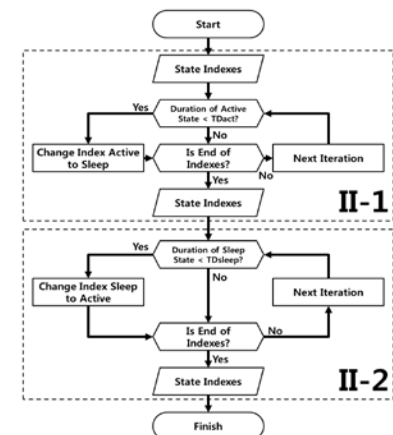 Start
State Indexes
Yes
Duration of Active
State < TDact?
No
Change Index Active
to Sleep
Is End of
Indexes?
No
Next Iteration
Yes
State Indexes
II-1
Yes
Duration of Sleep
State < TDsleep?
No
Change Index Sleep
to Active
Next Iteration
Is End of
Indexes?
No
Yes
State Indexes
II-2
Finish